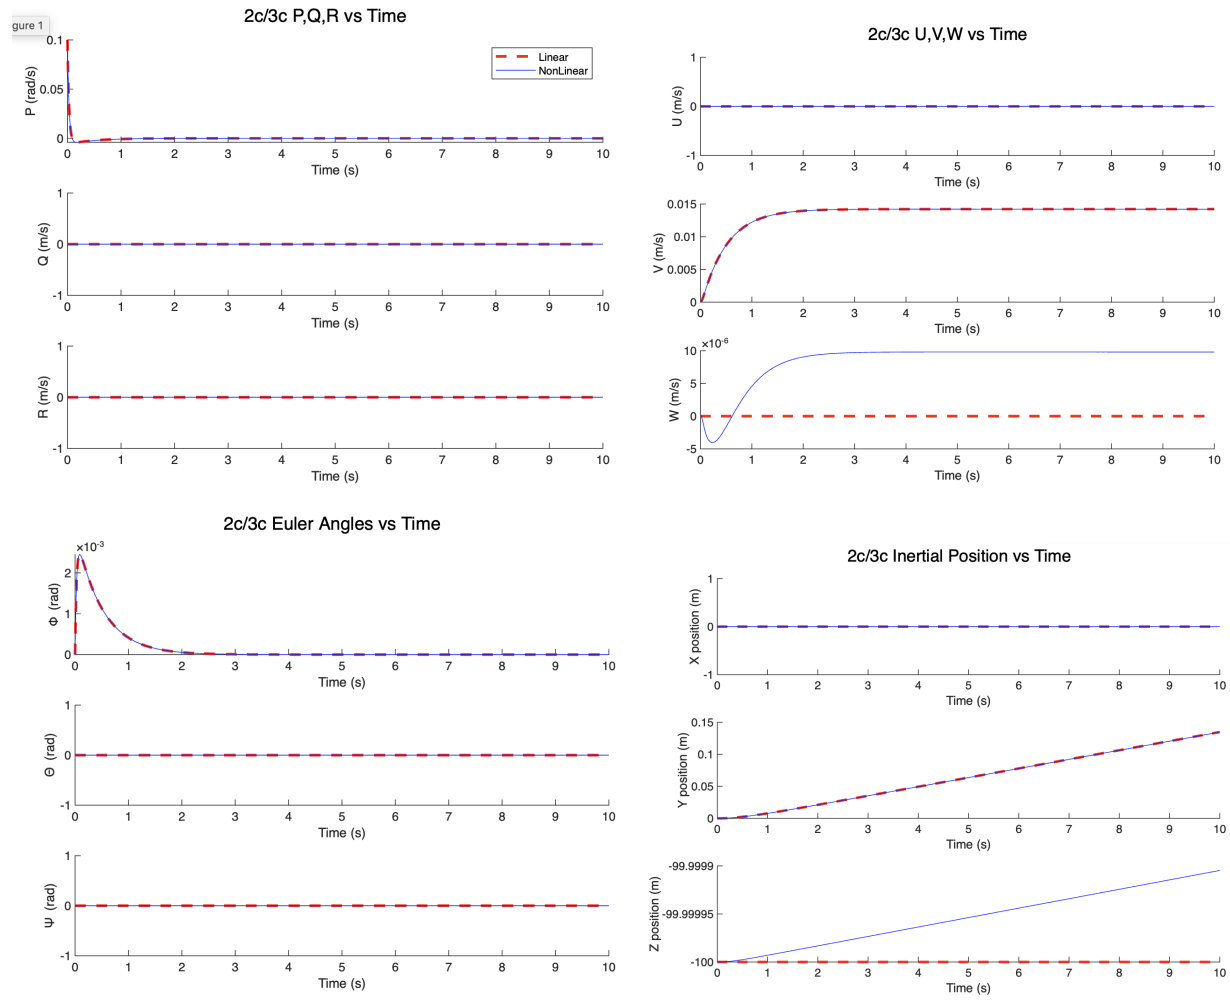 gure 1
2c/3c P,Q,R vs Time
Linear
NonLinear
P (rad/s)
0.1
0.05
0
0 1 2 3 4 5 6 7 8 9 10
Time (s)
Q (m/s)
1
0
-1
0 1 2 3 4 5 6 7 8 9 10
Time (s)
R (m/s)
1
0
-1
0 1 2 3 4 5 6 7 8 9 10
Time (s)
2c/3c U,V,W vs Time
U (m/s)
1
0
-1
0 1 2 3 4 5 6 7 8 9 10
Time (s)
V (m/s)
0.015
0.01
0.005
0
0 1 2 3 4 5 6 7 8 9 10
Time (s)
×10-6
W (m/s)
10
5
0
-5
0 1 2 3 4 5 6 7 8 9 10
Time (s)
2c/3c Euler Angles vs Time
×10-3
Φ (rad)
2
1
0
0 1 2 3 4 5 6 7 8 9 10
Time (s)
Θ (rad)
1
0
-1
0 1 2 3 4 5 6 7 8 9 10
Time (s)
Ψ (rad)
1
0
-1
0 1 2 3 4 5 6 7 8 9 10
Time (s)
2c/3c Inertial Position vs Time
X position (m)
1
0
-1
0 1 2 3 4 5 6 7 8 9 10
Time (s)
Y position (m)
0.15
0.1
0.05
0
0 1 2 3 4 5 6 7 8 9 10
Time (s)
Z position (m)
-99.9999
-99.99995
-100
0 1 2 3 4 5 6 7 8 9 10
Time (s)